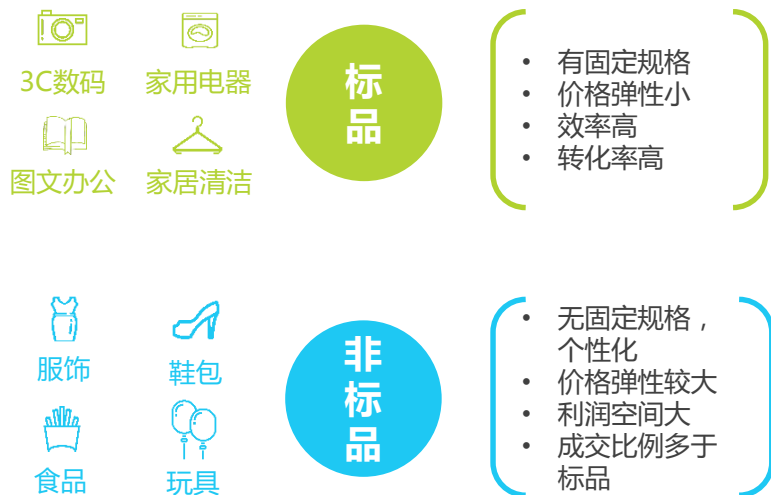 3C数码
家用电器
图文办公
家居清洁
标
品
• 有固定规格
• 价格弹性小
• 效率高
• 转化率高
服饰
鞋包
食品
玩具
非
标
品
• 无固定规格，
个性化
• 价格弹性较大
• 利润空间大
• 成交比例多于
标品